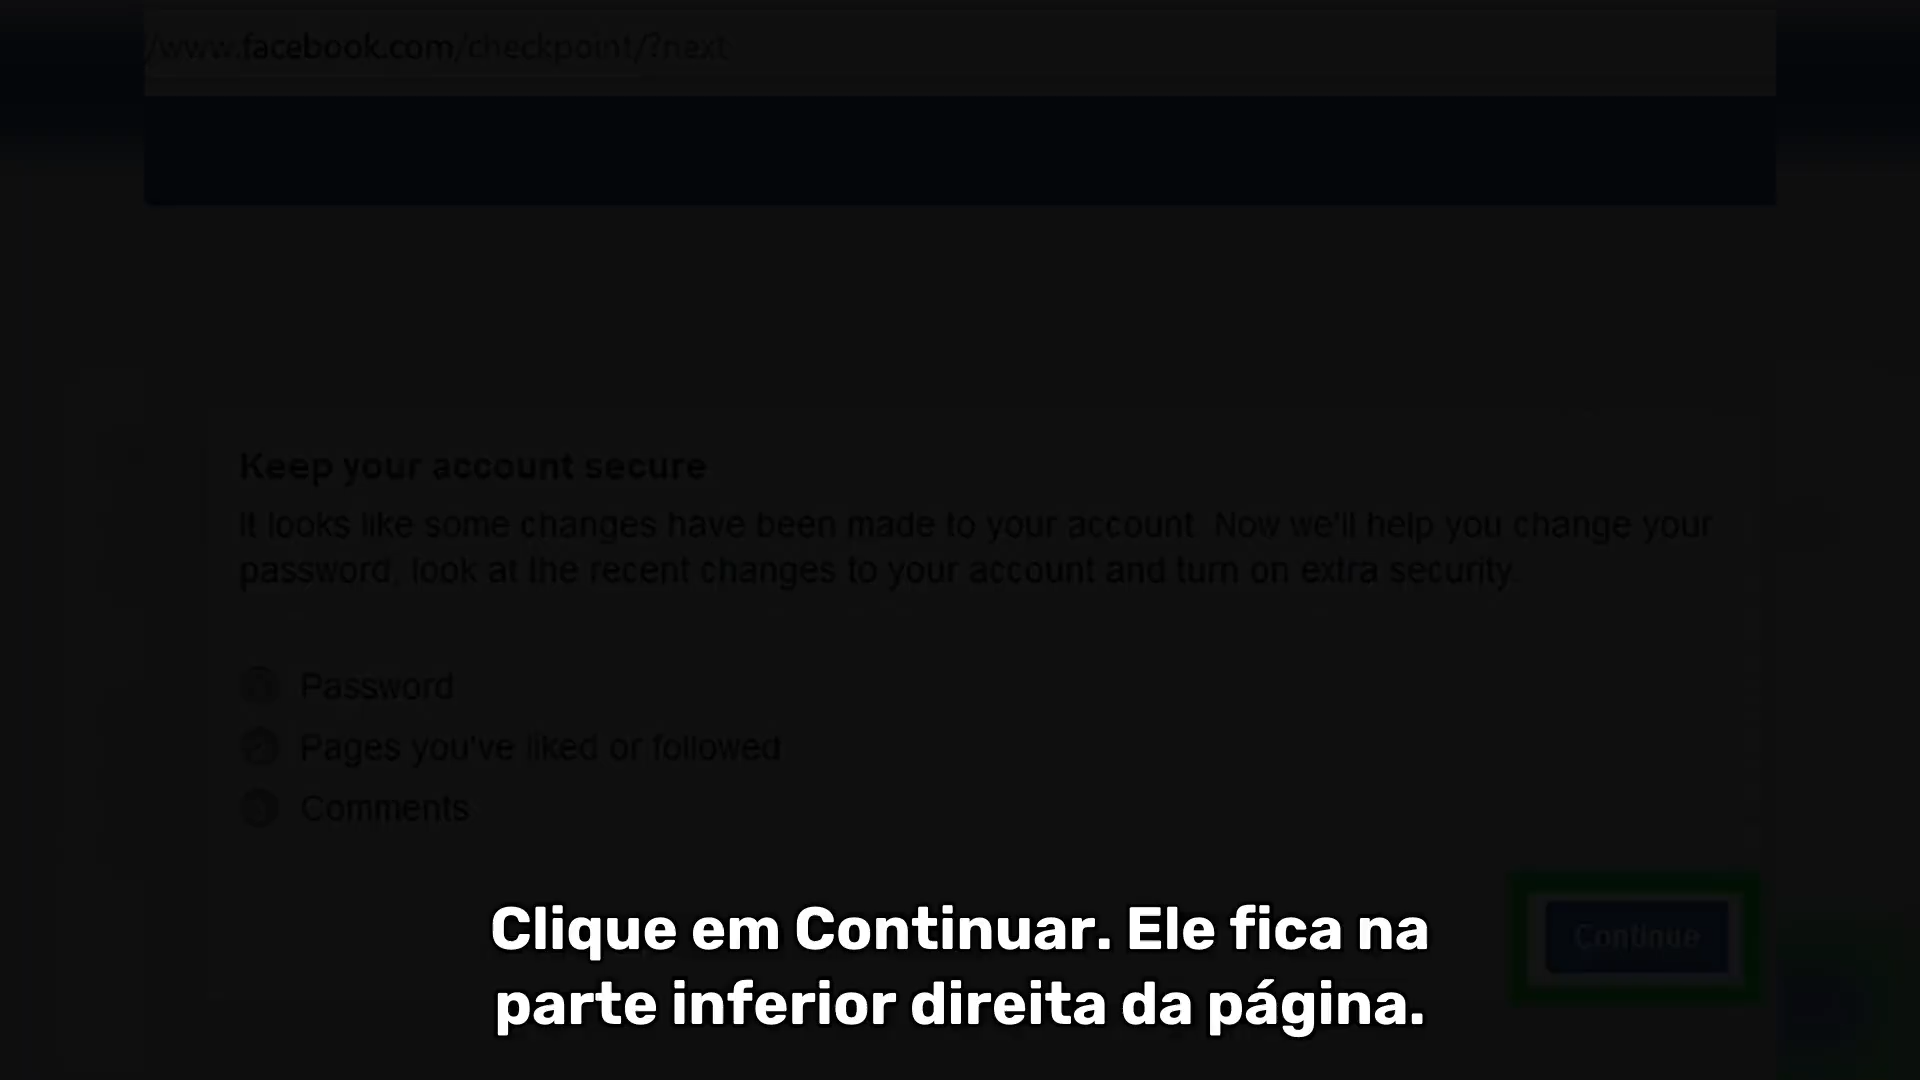 /www.facebook.com/checkpoint/?next
Keep your account secure
It looks like some changes have been made to your account. Now we'll help you change your
password, look at the recent changes to your account and turn on extra security.
Password
Pages you've liked or followed
Comments
Continue
Clique em Continuar. Ele fica na
parte inferior direita da página.